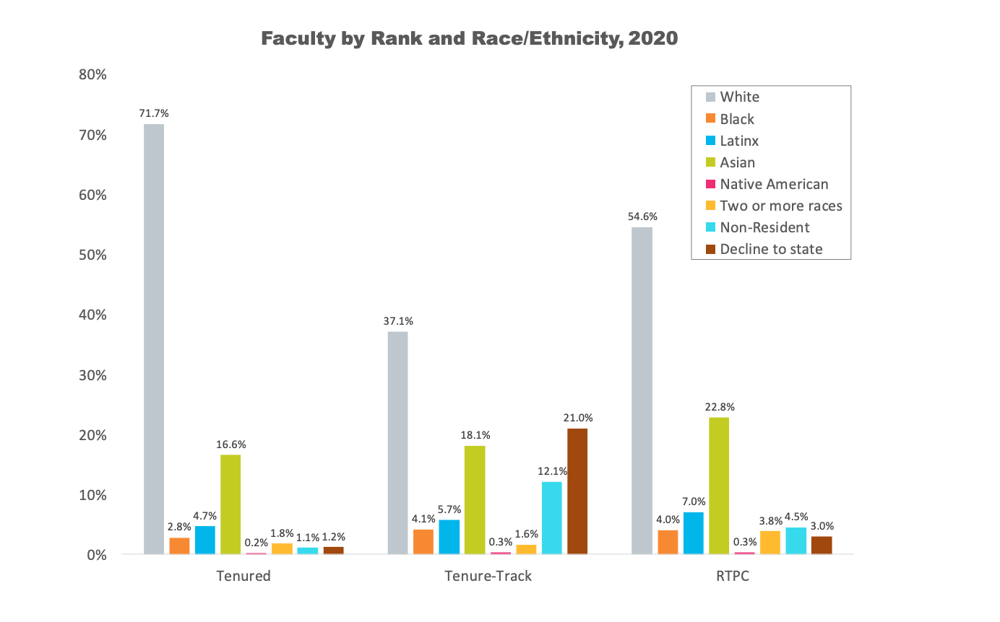 Faculty by Rank and Race/Ethnicity, 2020
80%
70%
60%
50%
40%
30%
20%
10%
0%
71.7%
2.8%
4.7%
16.6%
0.2%
1.8%
1.1%
1.2%
37.1%
4.1%
5.7%
18.1%
0.3%
1.6%
12.1%
21.0%
54.6%
4.0%
7.0%
22.8%
0.3%
3.8%
4.5%
3.0%
Tenured
Tenure-Track
RTPC
White
Black
Latinx
Asian
Native American
Two or more races
Non-Resident
Decline to state